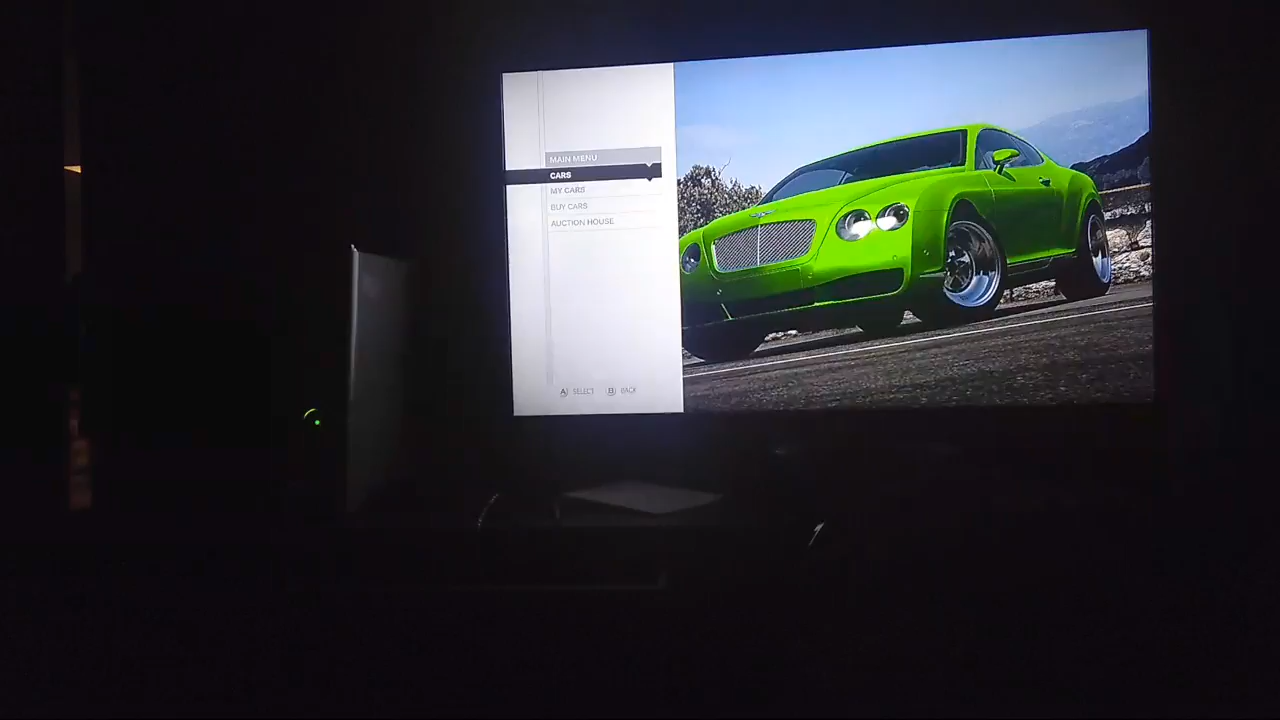 MAIN MENU
CARS
MY CARS
BUY CARS
AUCTION HOUSE
A SELECT B BACK